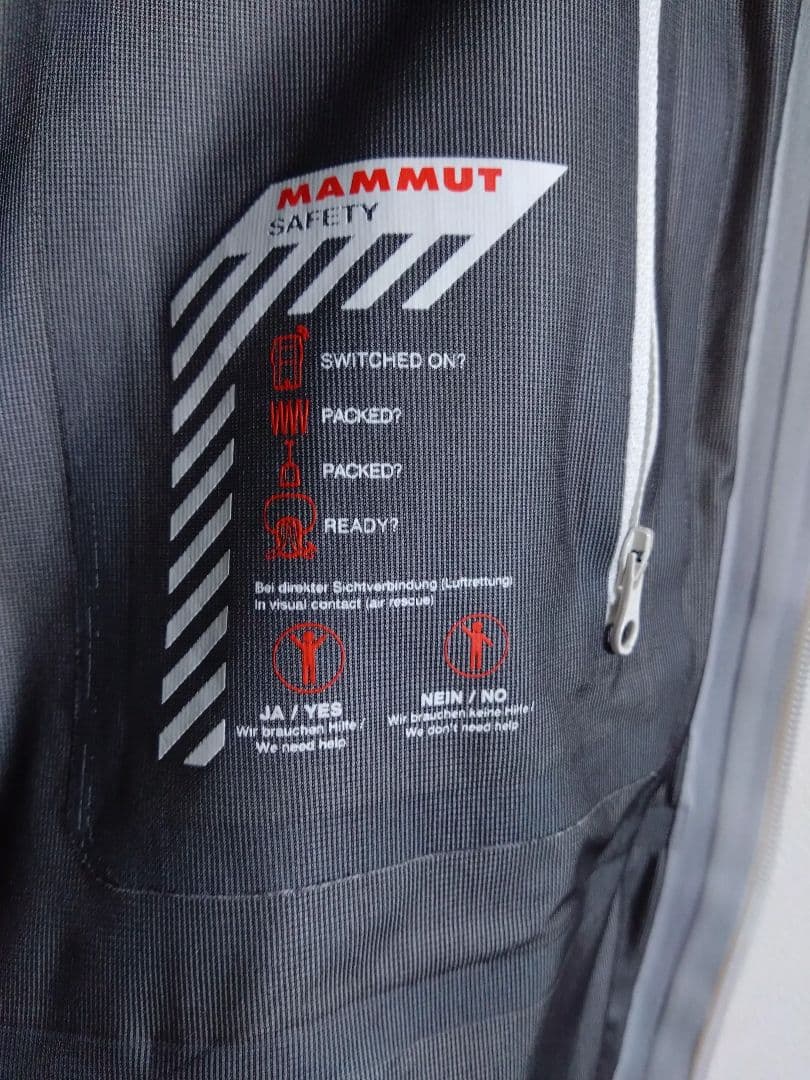 MAMMUT
SAFETY
SWITCHED ON?
PACKED?
PACKED?
READY?
Bei direkter Sichtverbindung (Luftrettung)
In visual contact (air rescue)
JA / YES
Wir brauchen Hilfe /
We need help
NEIN / NO
Wir brauchen keine Hilfe /
We don't need help